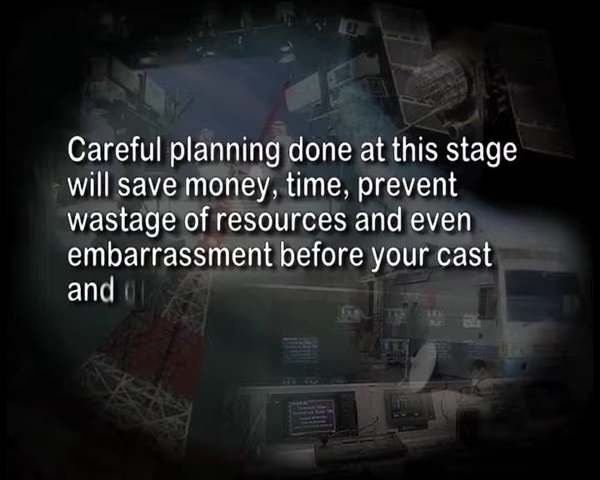 Careful planning done at this stage
will save money, time, prevent
wastage of resources and even
embarrassment before your cast
and